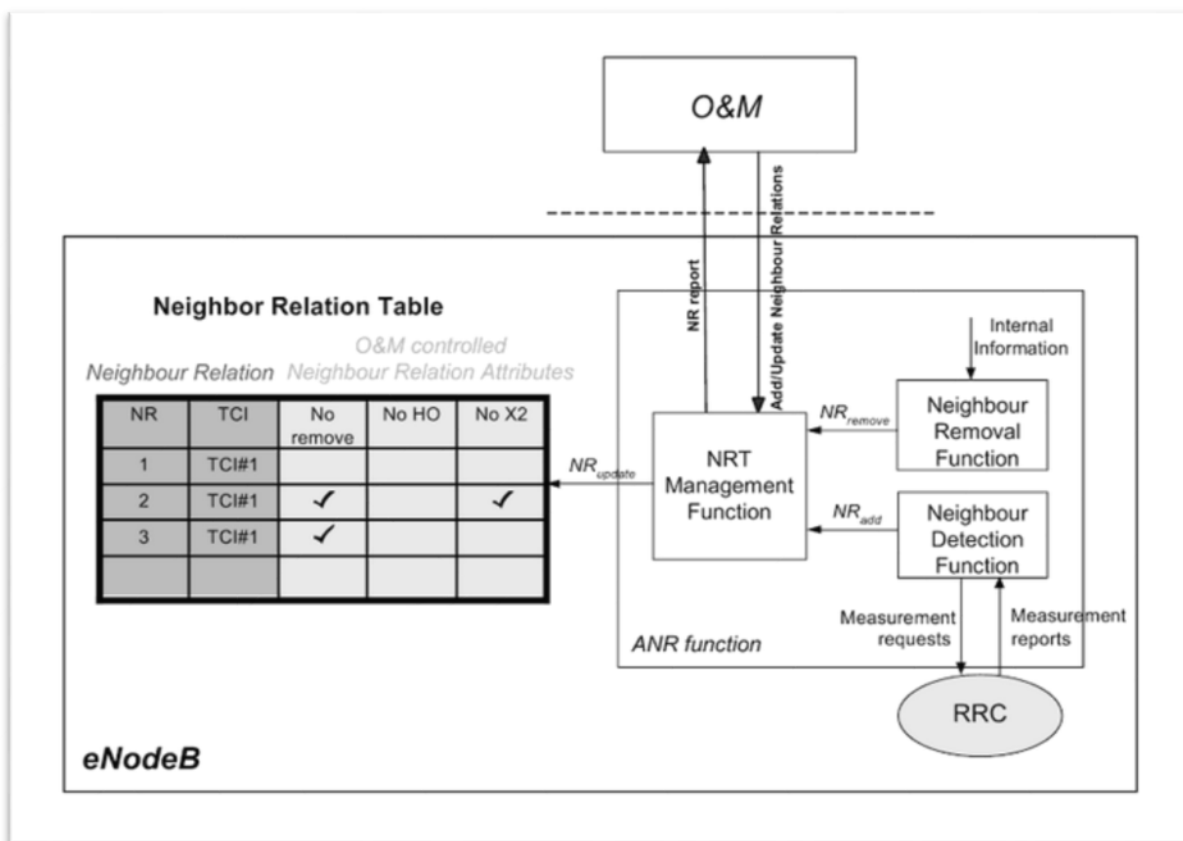 O&M
NR report
Add/Update Neighbour Relations
Neighbor Relation Table
O&M controlled
Neighbour Relation Neighbour Relation Attributes
NR TCI No remove No HO No X2
1 TCI#1
2 TCI#1 ✓ ✓
3 TCI#1 ✓
NRupdate
NRT
Management
Function
Internal
Information
NRremove
Neighbour
Removal
Function
NRadd
Neighbour
Detection
Function
Measurement
requests
Measurement
reports
ANR function
RRC
eNodeB